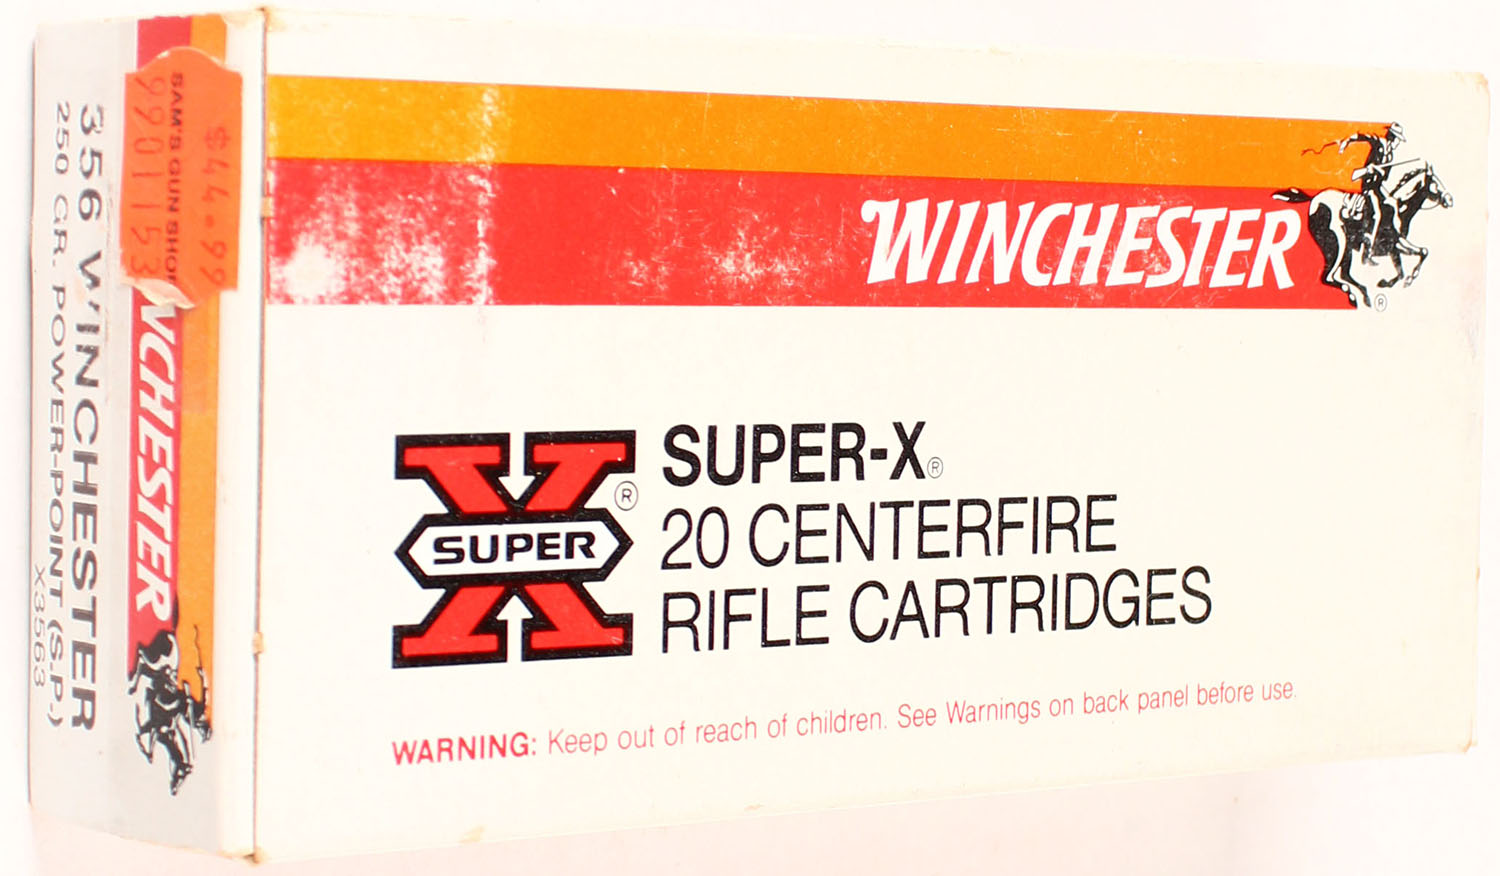 WINCHESTER
®
SUPER
®
SUPER-X®
20 CENTERFIRE
RIFLE CARTRIDGES
WARNING: Keep out of reach of children. See Warnings on back panel before use.
$44.99
SAM'S GUN SHOP
9901153
NCHESTER
356 WINCHESTER
250 GR. POWER-POINT (S.P.)
X3563